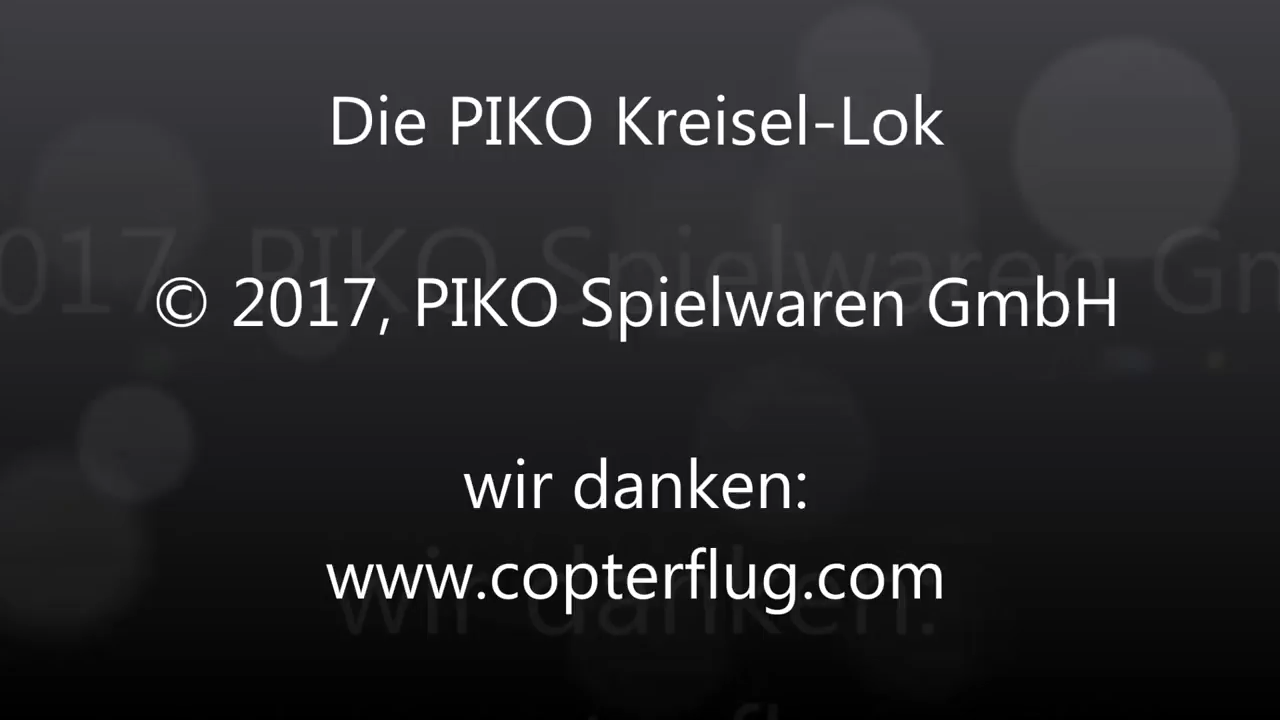 Die PIKO Kreisel-Lok
© 2017, PIKO Spielwaren GmbH
wir danken:
www.copterflug.com